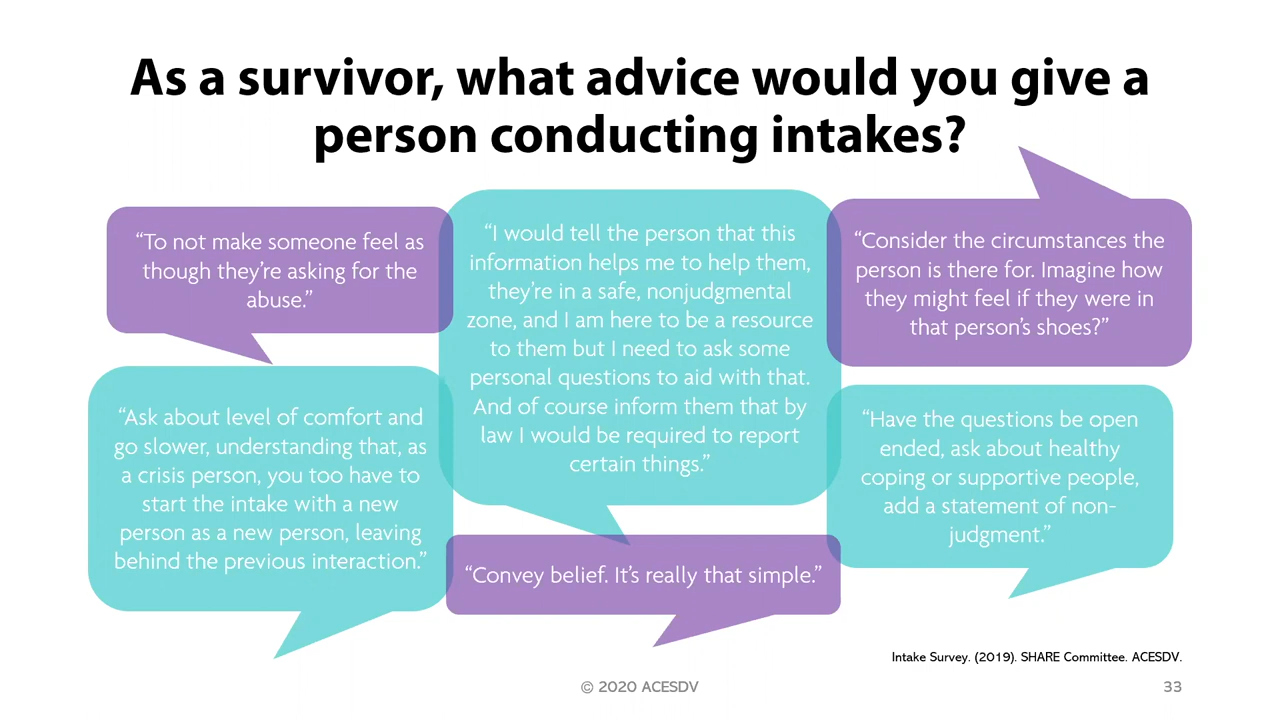 As a survivor, what advice would you give a
person conducting intakes?
“To not make someone feel as
though they’re asking for the
abuse.”
“I would tell the person that this
information helps me to help them,
they’re in a safe, nonjudgmental
zone, and I am here to be a resource
to them but I need to ask some
personal questions to aid with that.
And of course inform them that by
law I would be required to report
certain things.”
“Consider the circumstances the
person is there for. Imagine how
they might feel if they were in
that person’s shoes?”
“Ask about level of comfort and
go slower, understanding that, as
a crisis person, you too have to
start the intake with a new
person as a new person, leaving
behind the previous interaction.”
“Convey belief. It’s really that simple.”
“Have the questions be open
ended, ask about healthy
coping or supportive people,
add a statement of non-
judgment.”
Intake Survey. (2019). SHARE Committee. ACESDV.
© 2020 ACESDV
33